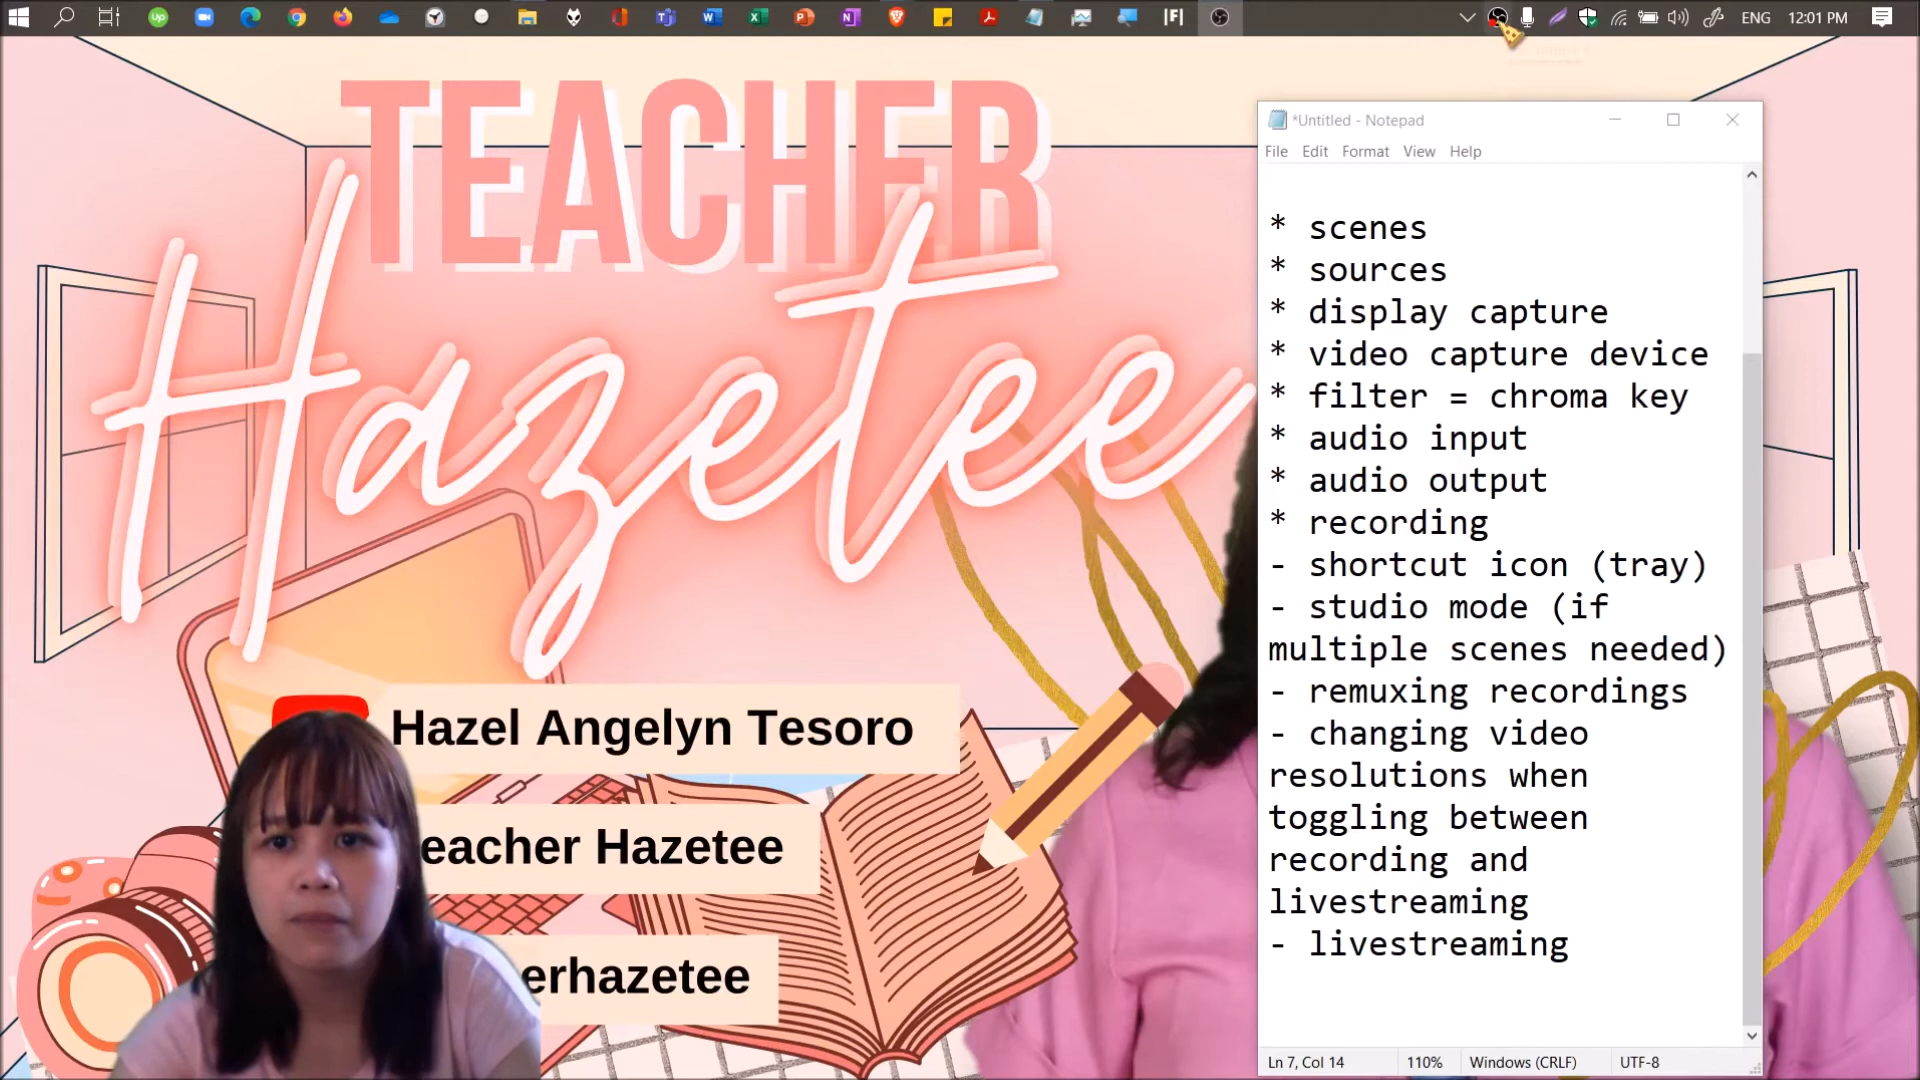 ENG 12:01 PM
TEACHER
Hazetee
Hazel Angelyn Tesoro
eacher Hazetee
erhazetee
*Untitled - Notepad
File Edit Format View Help
* scenes
* sources
* display capture
* video capture device
* filter = chroma key
* audio input
* audio output
* recording
- shortcut icon (tray)
- studio mode (if
multiple scenes needed)
- remuxing recordings
- changing video
resolutions when
toggling between
recording and
livestreaming
- livestreaming
Ln 7, Col 14 110% Windows (CRLF) UTF-8